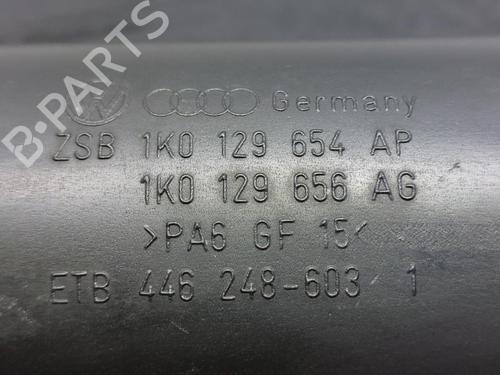 Germany
ZSB 1K0 129 654 AP
1K0 129 656 AG
>PA6 GF 15<
ETB 446 248-603 1
B-PARTS